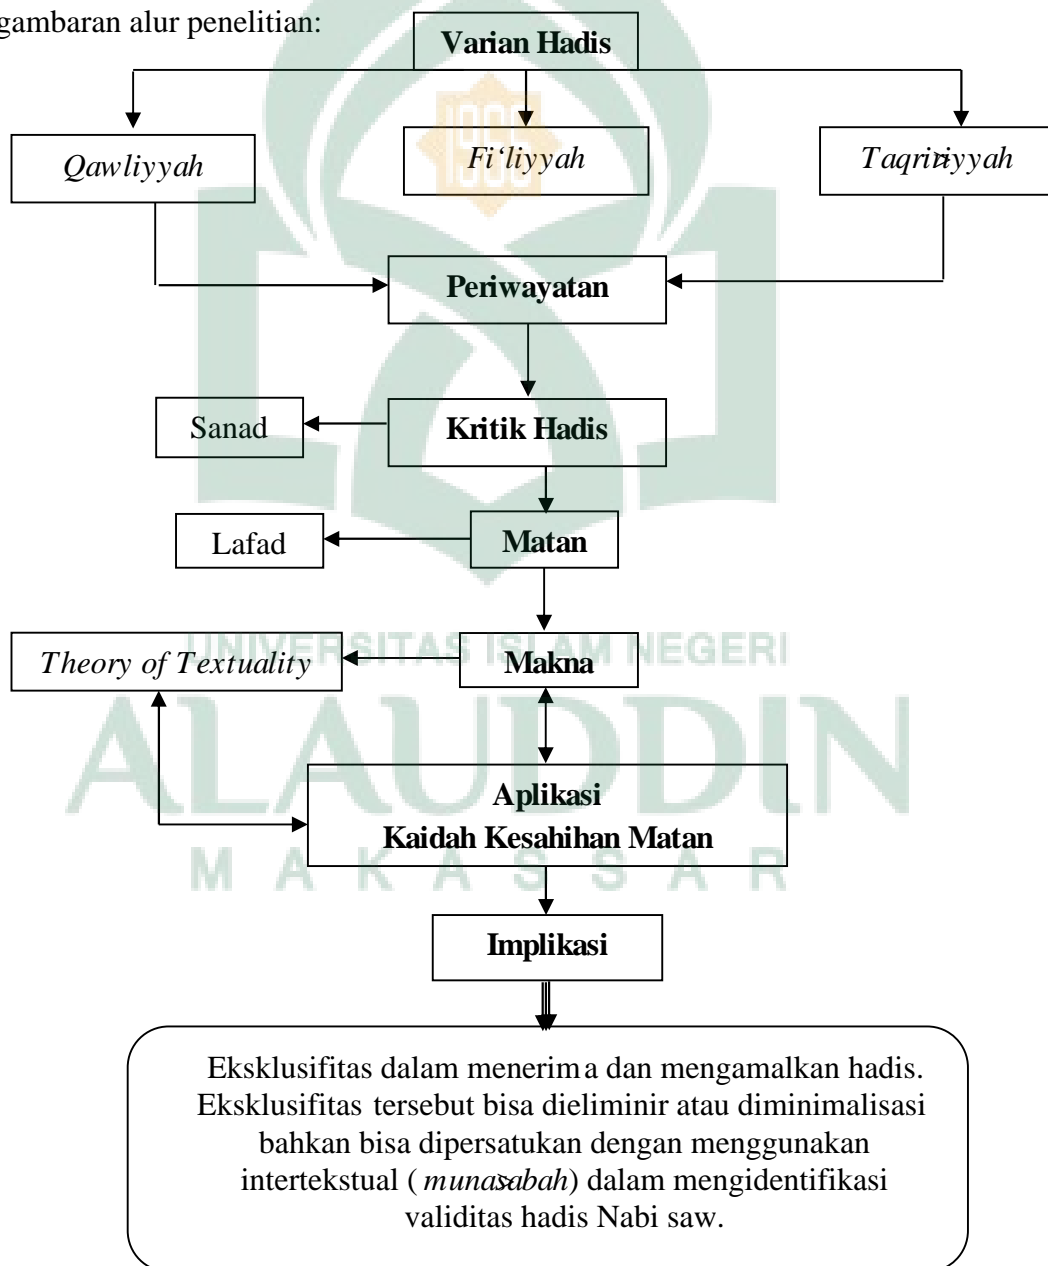 gambaran alur penelitian:
Varian Hadis
1965
Qawliyyah
Fi‘liyyah
Periwayatan
Sanad
Kritik Hadis
Lafad
Matan
UNIVERSITAS ISLAM NEGERI
Theory of Textuality
Makna
ALAUDDIN
Aplikasi
Kaidah Kesahihan Matan
MAKASSAR
Implikasi
Eksklusifitas dalam menerima dan mengamalkan hadis.
Eksklusifitas tersebut bisa dieliminir atau diminimalisasi
bahkan bisa dipersatukan dengan menggunakan
intertekstual (munasabah) dalam mengidentifikasi
validitas hadis Nabi saw.